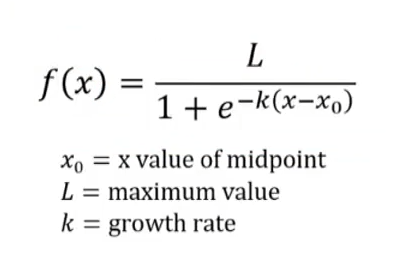 f(x) = L / (1 + e^{-k(x-x₀)})
x₀ = x value of midpoint
L = maximum value
k = growth rate